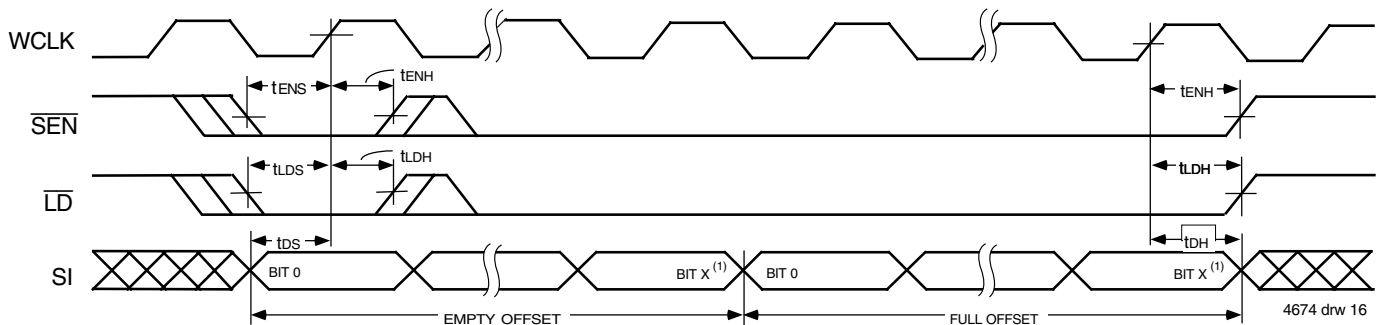 WCLK
tENS
tENH
tENH
SEN
tLDS
tLDH
tLDH
LD
tDS
tDH
SI
BIT 0
BIT X (1)
BIT 0
BIT X (1)
EMPTY OFFSET
FULL OFFSET
4674 drw 16